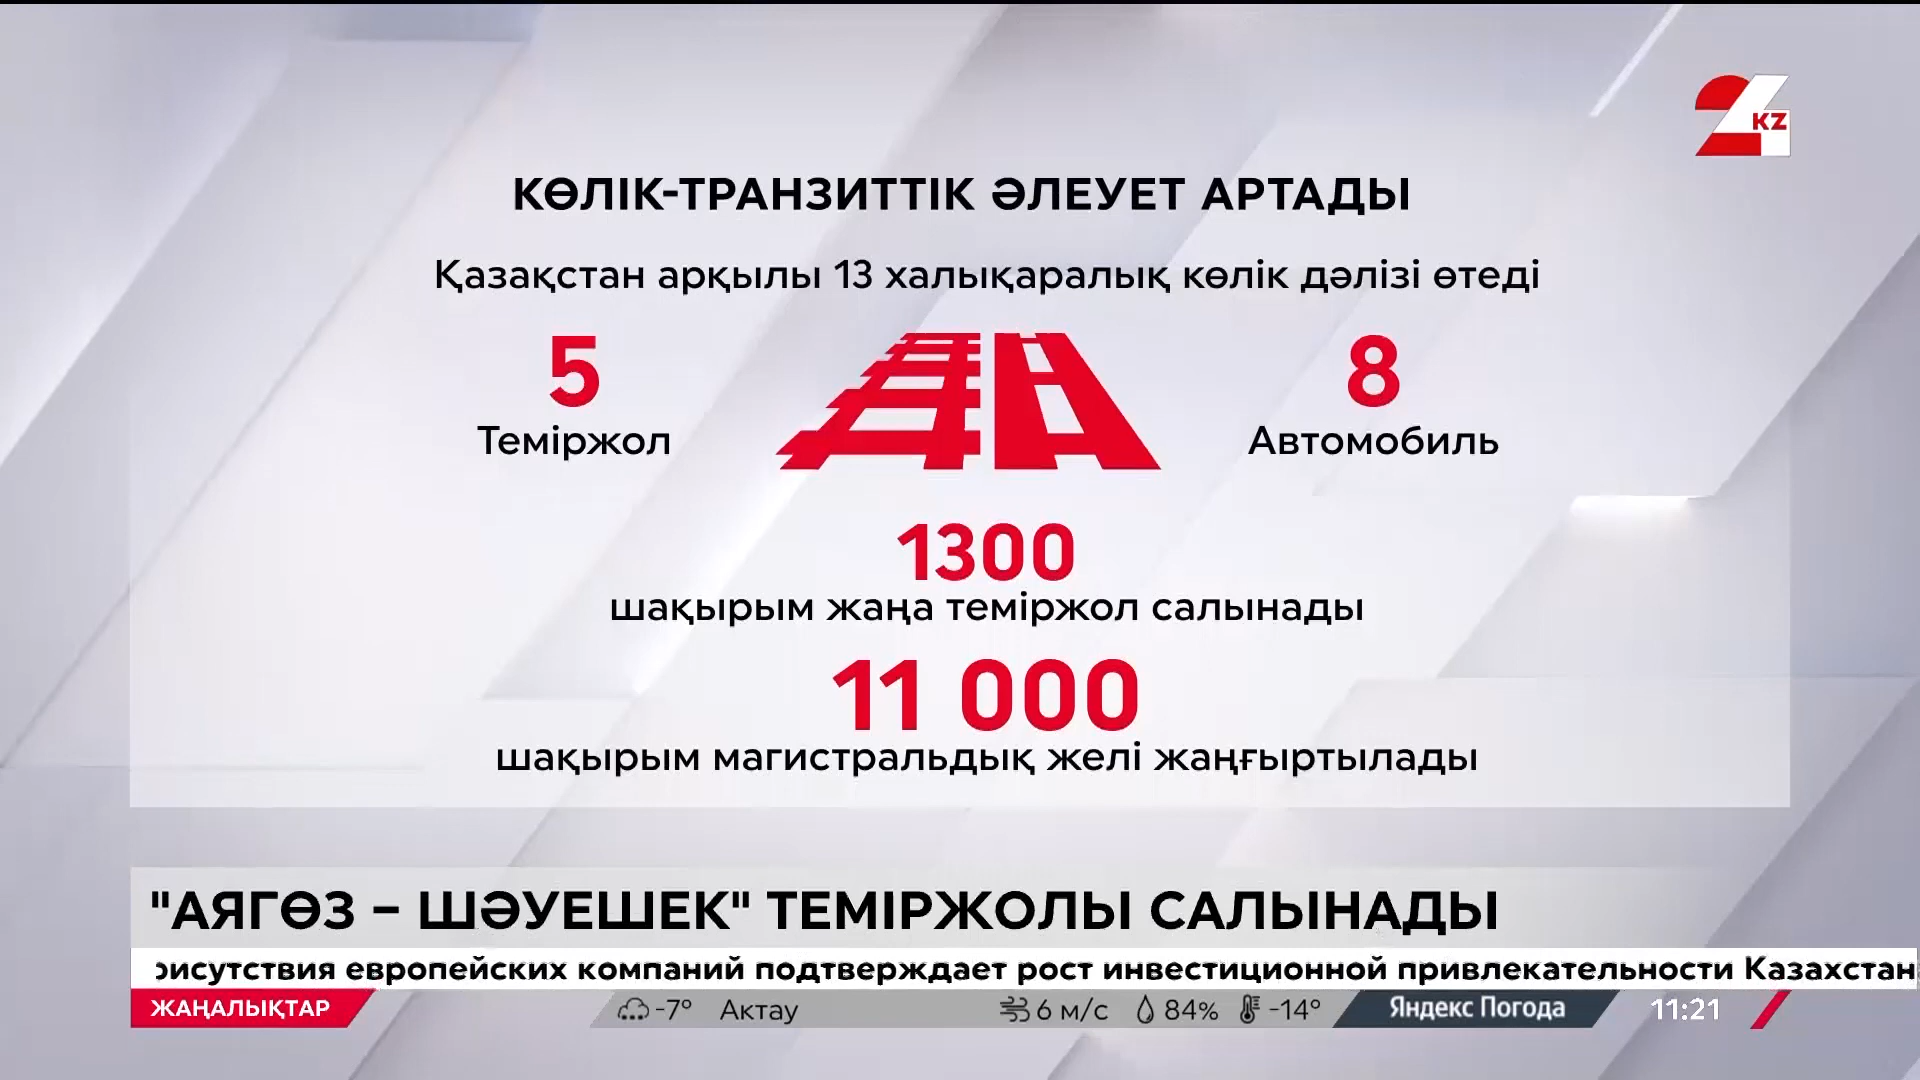 24 KZ
КӨЛІК-ТРАНЗИТТІК ӘЛЕУЕТ АРТАДЫ
Қазақстан арқылы 13 халықаралық көлік дәлізі өтеді
5
Теміржол
8
Автомобиль
1300
шақырым жаңа теміржол салынады
11 000
шақырым магистральдық желі жаңғыртылады
"АЯГӨЗ – ШӘУЕШЕК" ТЕМІРЖОЛЫ САЛЫНАДЫ
европейских компаний подтверждает рост инвестиционной привлекательности Казахстан
ЖАҢАЛЫҚТАР
-7° Актау 6 м/с 84% -14° Яндекс Погода 11:21